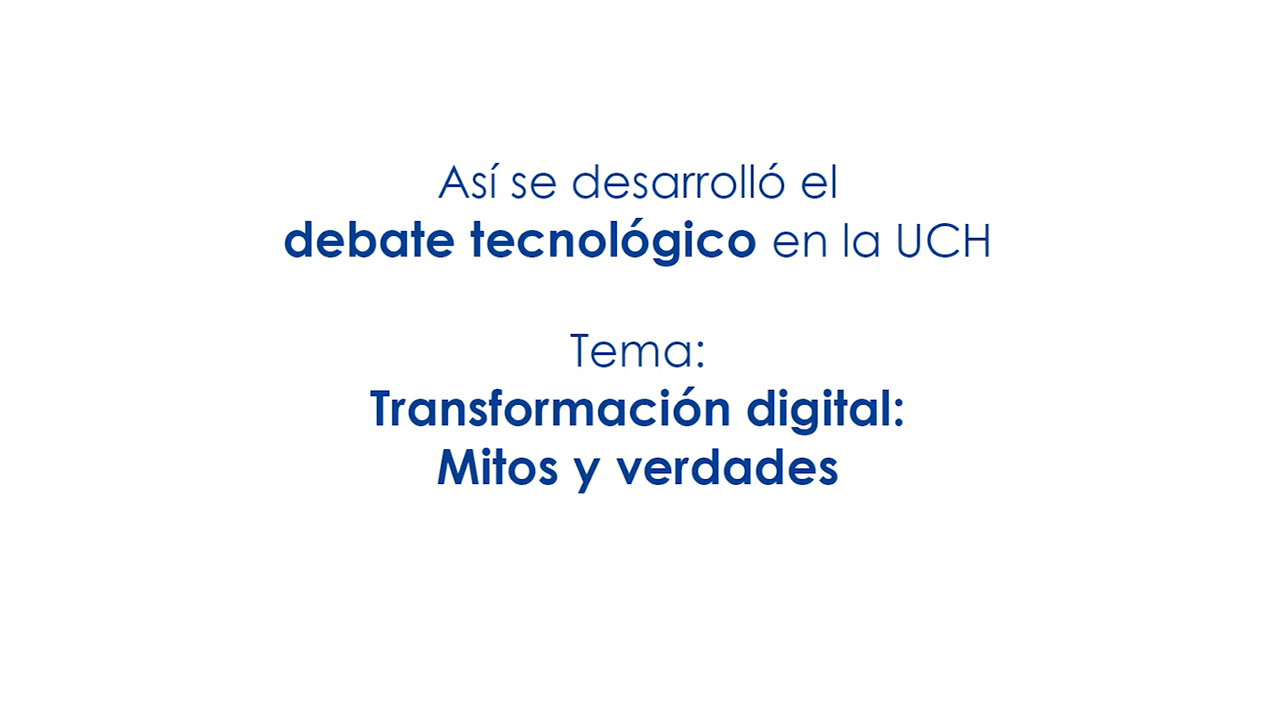 Así se desarrolló el
debate tecnológico en la UCH
Tema:
Transformación digital:
Mitos y verdades